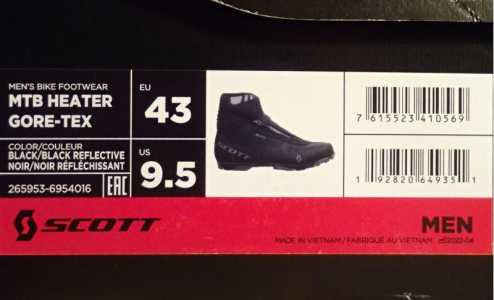 MEN'S BIKE FOOTWEAR
MTB HEATER
GORE-TEX
COLOR/COULEUR
BLACK/BLACK REFLECTIVE
NOIR/NOIR RÉFLÉCHISSANT
265953-6954016 EAC
EU
43
US
9.5
7 615523 410569
1 92820 64935 1
SCOTT
MEN
MADE IN VIETNAM / FABRIQUÉ AU VIETNAM 2022-04